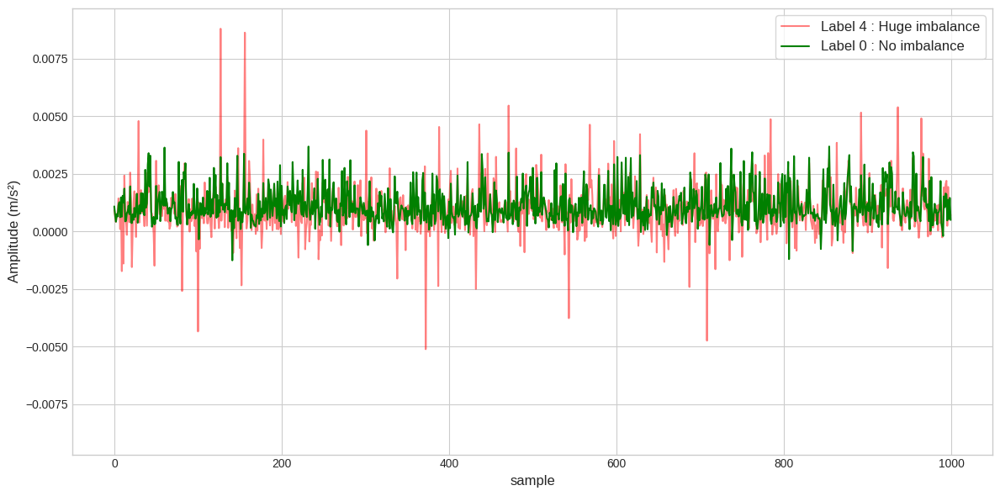 Label 4 : Huge imbalance
Label 0 : No imbalance
Amplitude (m/s²)
0.0075
0.0050
0.0025
0.0000
−0.0025
−0.0050
−0.0075
0 200 400 600 800 1000
sample